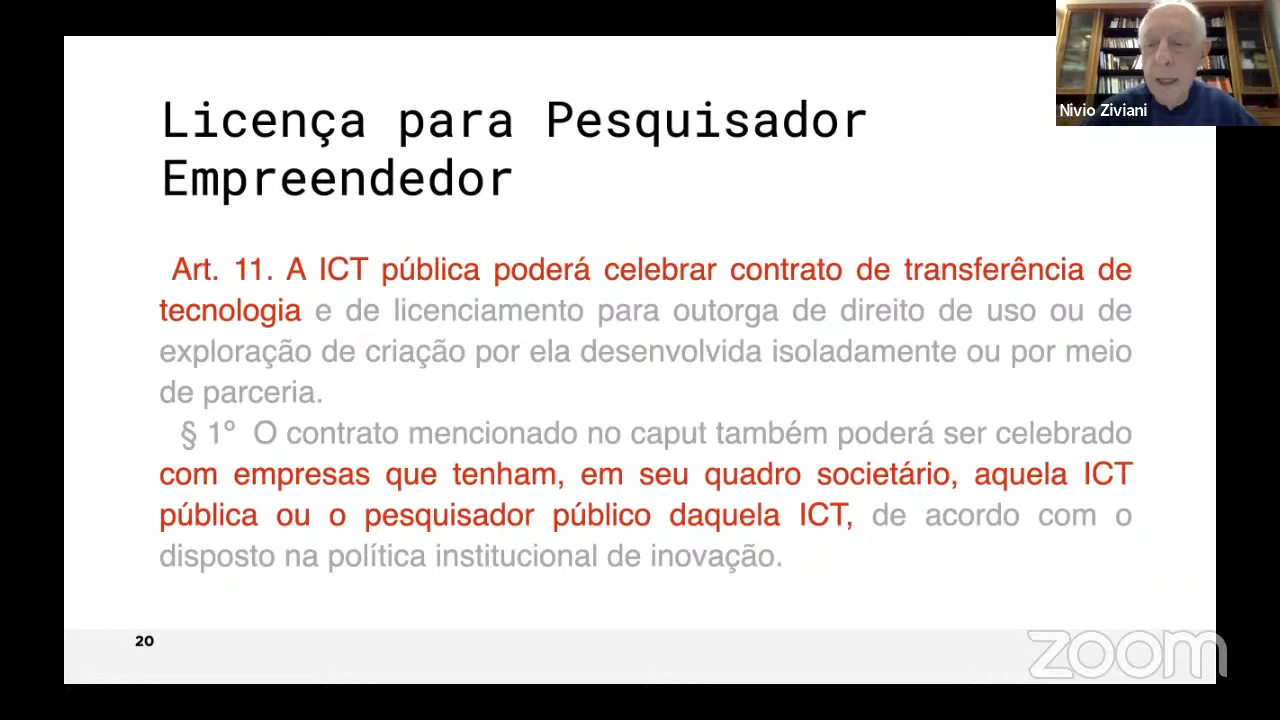 Nivio Ziviani
Licença para Pesquisador
Empreendedor
Art. 11. A ICT pública poderá celebrar contrato de transferência de
tecnologia e de licenciamento para outorga de direito de uso ou de
exploração de criação por ela desenvolvida isoladamente ou por meio
de parceria.
§ 1º O contrato mencionado no caput também poderá ser celebrado
com empresas que tenham, em seu quadro societário, aquela ICT
pública ou o pesquisador público daquela ICT, de acordo com o
disposto na política institucional de inovação.
20
zoom